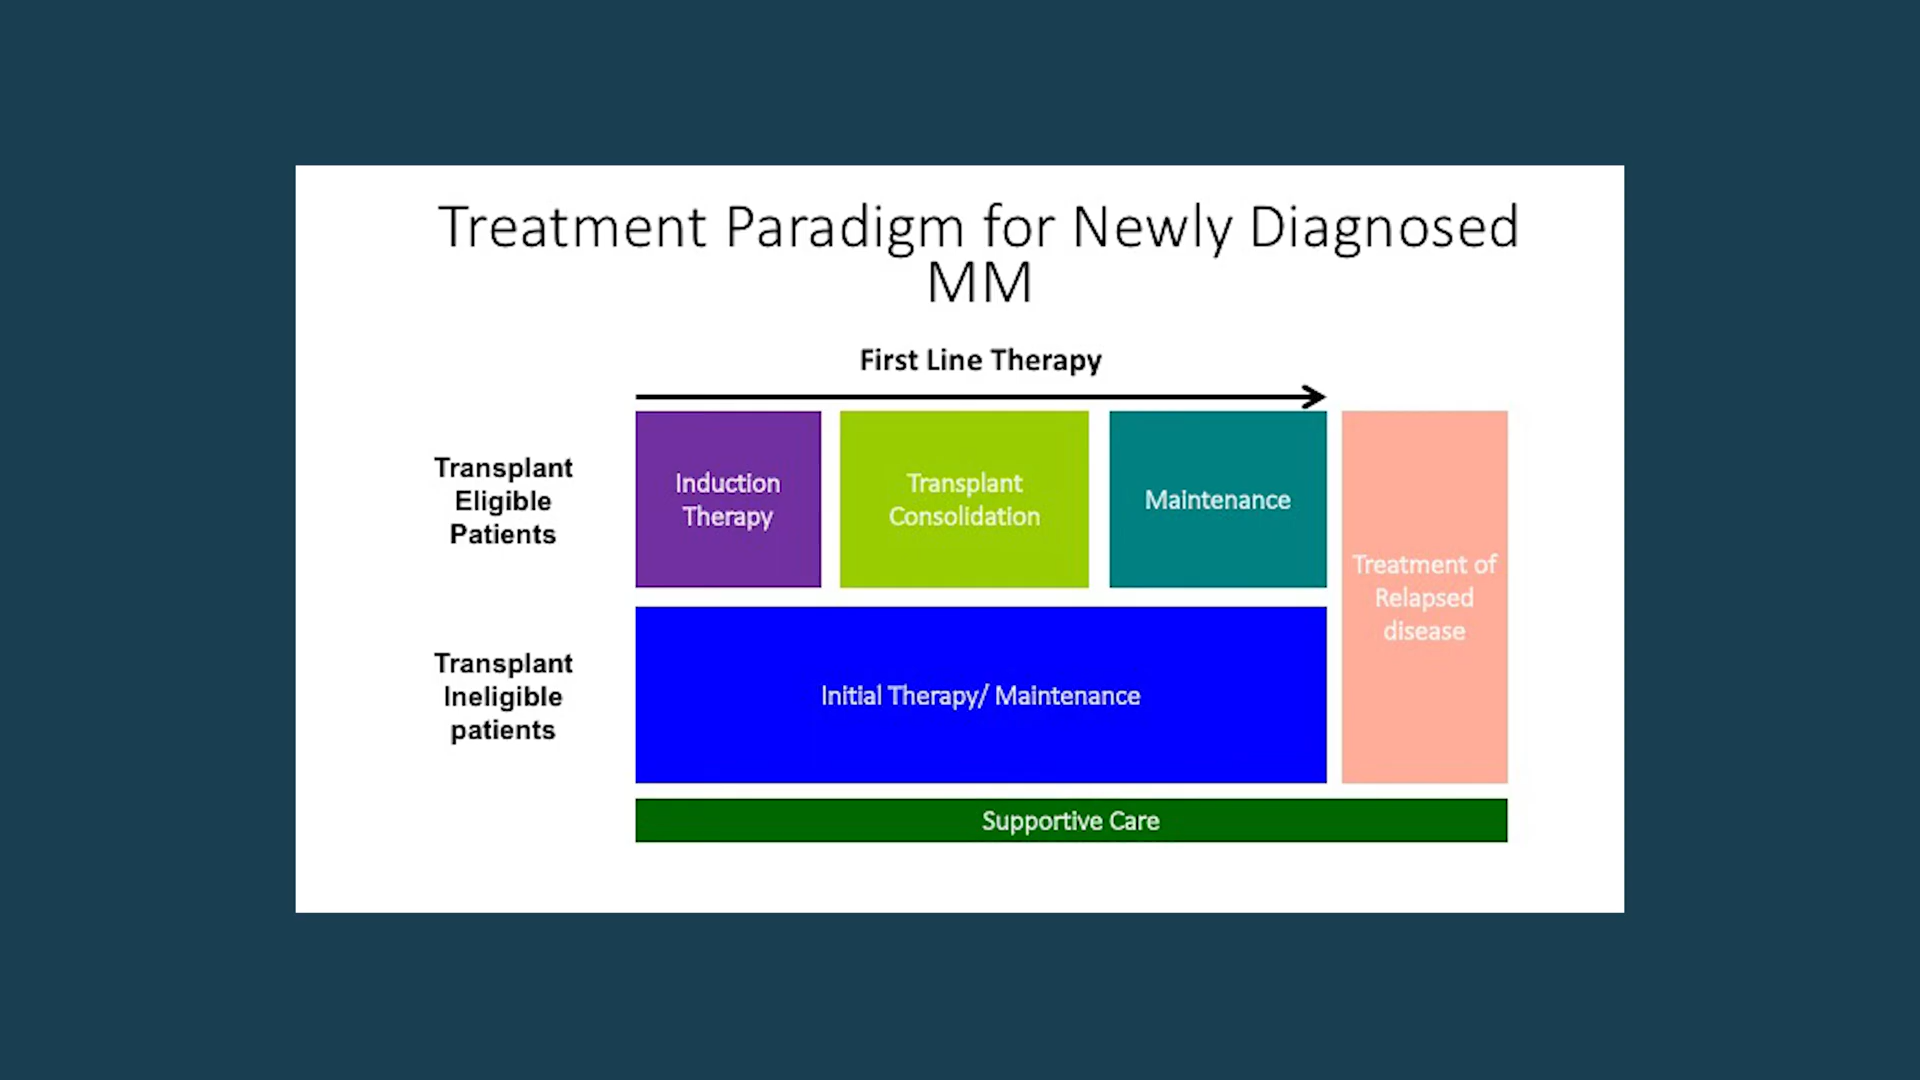 Treatment Paradigm for Newly Diagnosed
MM
First Line Therapy
Transplant
Eligible
Patients
Induction
Therapy
Transplant
Consolidation
Maintenance
Treatment of
Relapsed
disease
Transplant
Ineligible
patients
Initial Therapy/ Maintenance
Supportive Care